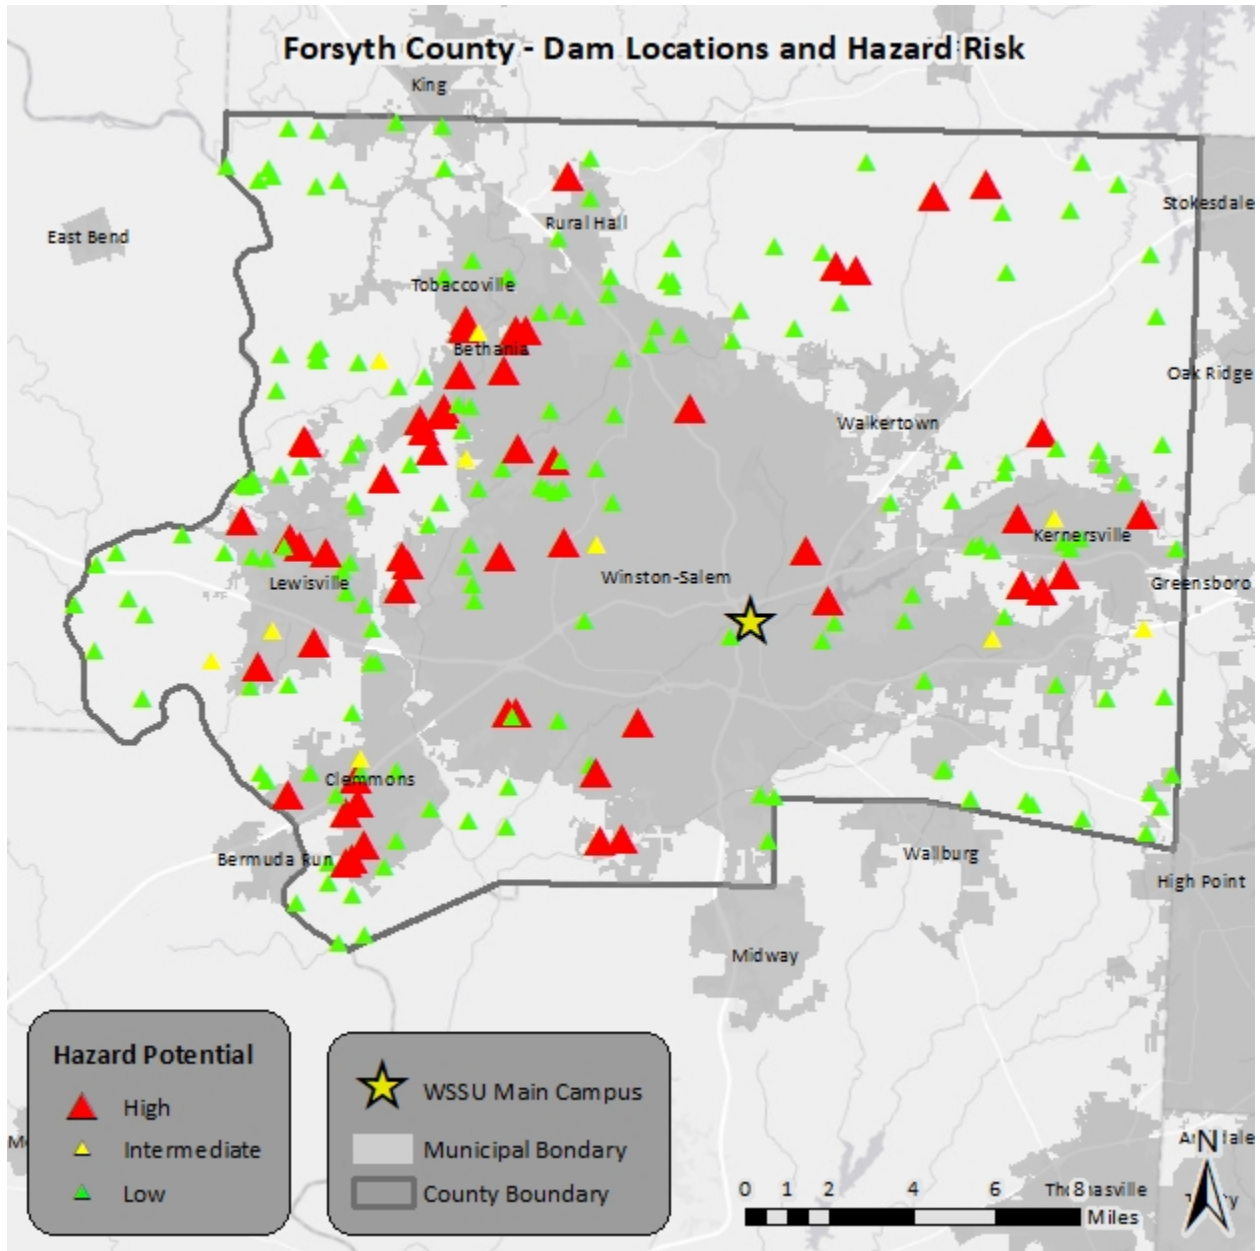 Forsyth County - Dam Locations and Hazard Risk
King
Stokesdale
Rural Hall
East Bend
Tobaccoville
Bethania
Oak Ridge
Walkertown
Kernersville
Winston-Salem
Lewisville
Greensboro
Clemmons
Bermuda Run
Wallburg
High Point
Midway
Hazard Potential
High
Intermediate
Low
WSSU Main Campus
Municipal Bondary
County Boundary
N
0 1 2 4 6 8
Miles